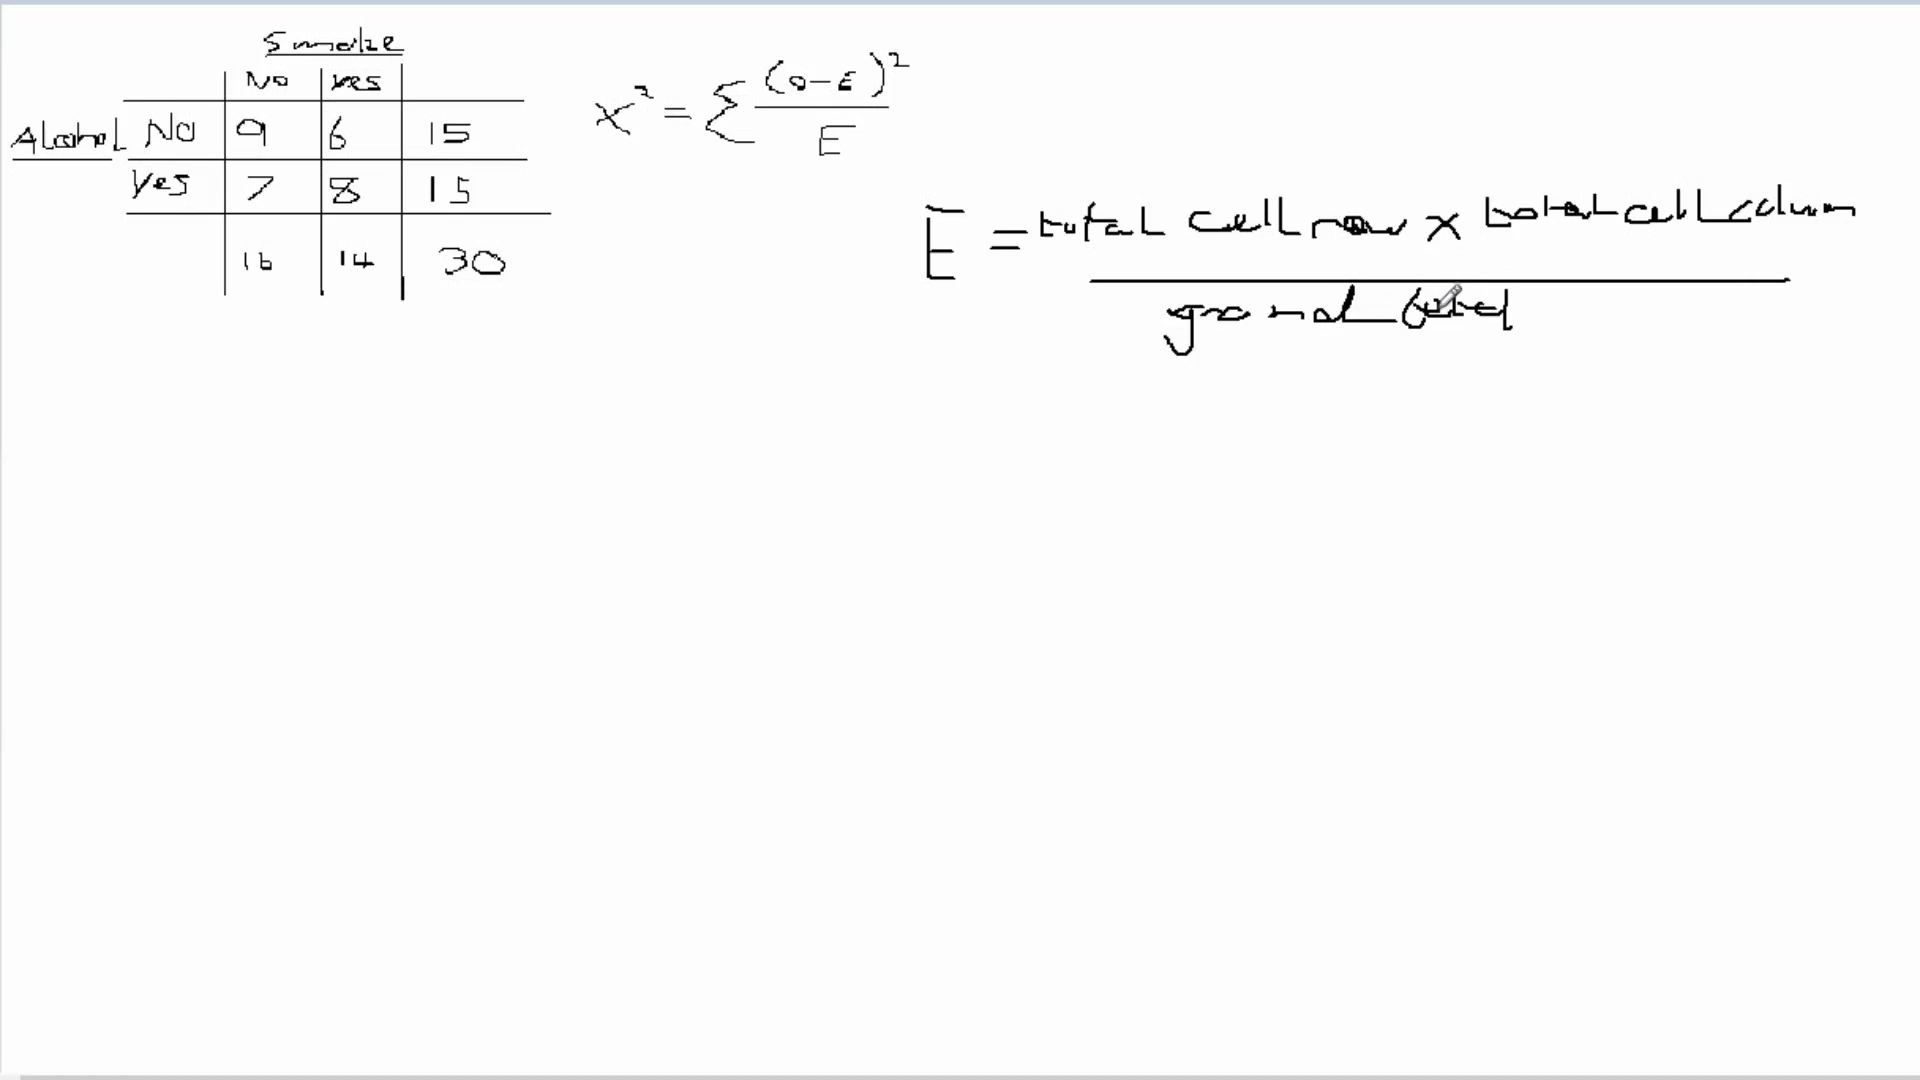 Smoke
No yes
Alcohol No 9 6 15
Yes 7 8 15
16 14 30
x² = Σ (O-E)² / E
E = total cell row x total cell column
grand total